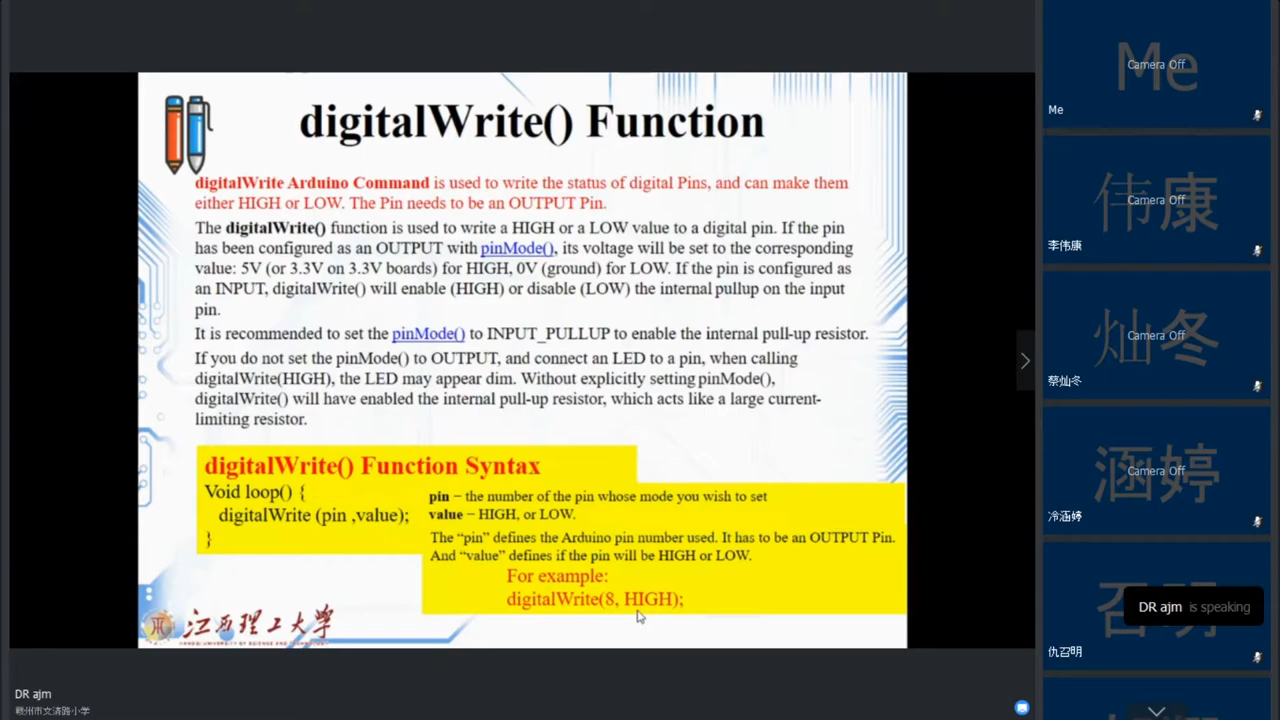 digitalWrite() Function
digitalWrite Arduino Command is used to write the status of digital Pins, and can make them
either HIGH or LOW. The Pin needs to be an OUTPUT Pin.
The digitalWrite() function is used to write a HIGH or a LOW value to a digital pin. If the pin
has been configured as an OUTPUT with pinMode(), its voltage will be set to the corresponding
value: 5V (or 3.3V on 3.3V boards) for HIGH, 0V (ground) for LOW. If the pin is configured as
an INPUT, digitalWrite() will enable (HIGH) or disable (LOW) the internal pullup on the input
pin.
It is recommended to set the pinMode() to INPUT_PULLUP to enable the internal pull-up resistor.
If you do not set the pinMode() to OUTPUT, and connect an LED to a pin, when calling
digitalWrite(HIGH), the LED may appear dim. Without explicitly setting pinMode(),
digitalWrite() will have enabled the internal pull-up resistor, which acts like a large current-
limiting resistor.
digitalWrite() Function Syntax
Void loop() {
digitalWrite (pin ,value);
}
pin − the number of the pin whose mode you wish to set
value − HIGH, or LOW.
The “pin” defines the Arduino pin number used. It has to be an OUTPUT Pin.
And “value” defines if the pin will be HIGH or LOW.
For example:
digitalWrite(8, HIGH);
江西理工大学
JIANGXI UNIVERSITY OF SCIENCE AND TECHNOLOGY
DR ajm
赣州市文清路小学
Me
Camera Off
Me
伟康
Camera Off
李伟康
灿冬
Camera Off
蔡灿冬
涵婷
Camera Off
冷涵婷
召明
DR ajm is speaking
仇召明